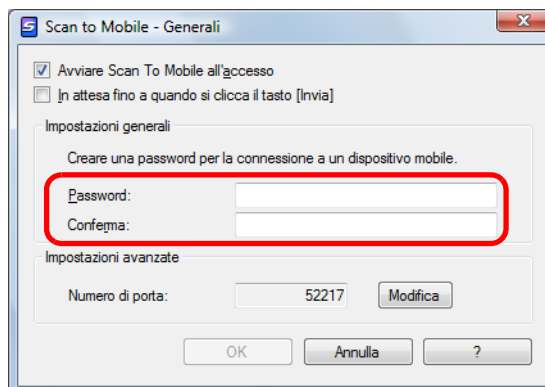 Scan to Mobile - Generali
Avviare Scan To Mobile all'accesso
In attesa fino a quando si clicca il tasto [Invia]
Impostazioni generali
Creare una password per la connessione a un dispositivo mobile.
Password:
Conferma:
Impostazioni avanzate
Numero di porta: 52217 Modifica
OK Annulla ?